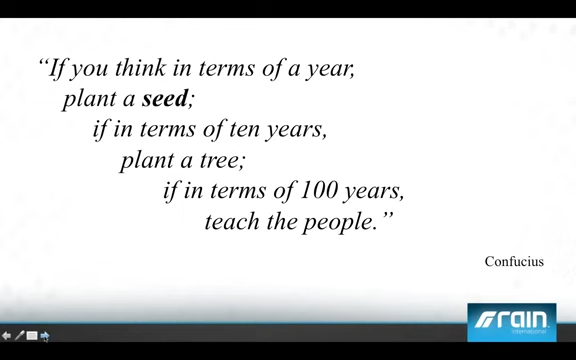 “If you think in terms of a year,
plant a seed;
if in terms of ten years,
plant a tree;
if in terms of 100 years,
teach the people.”
Confucius
rain
international